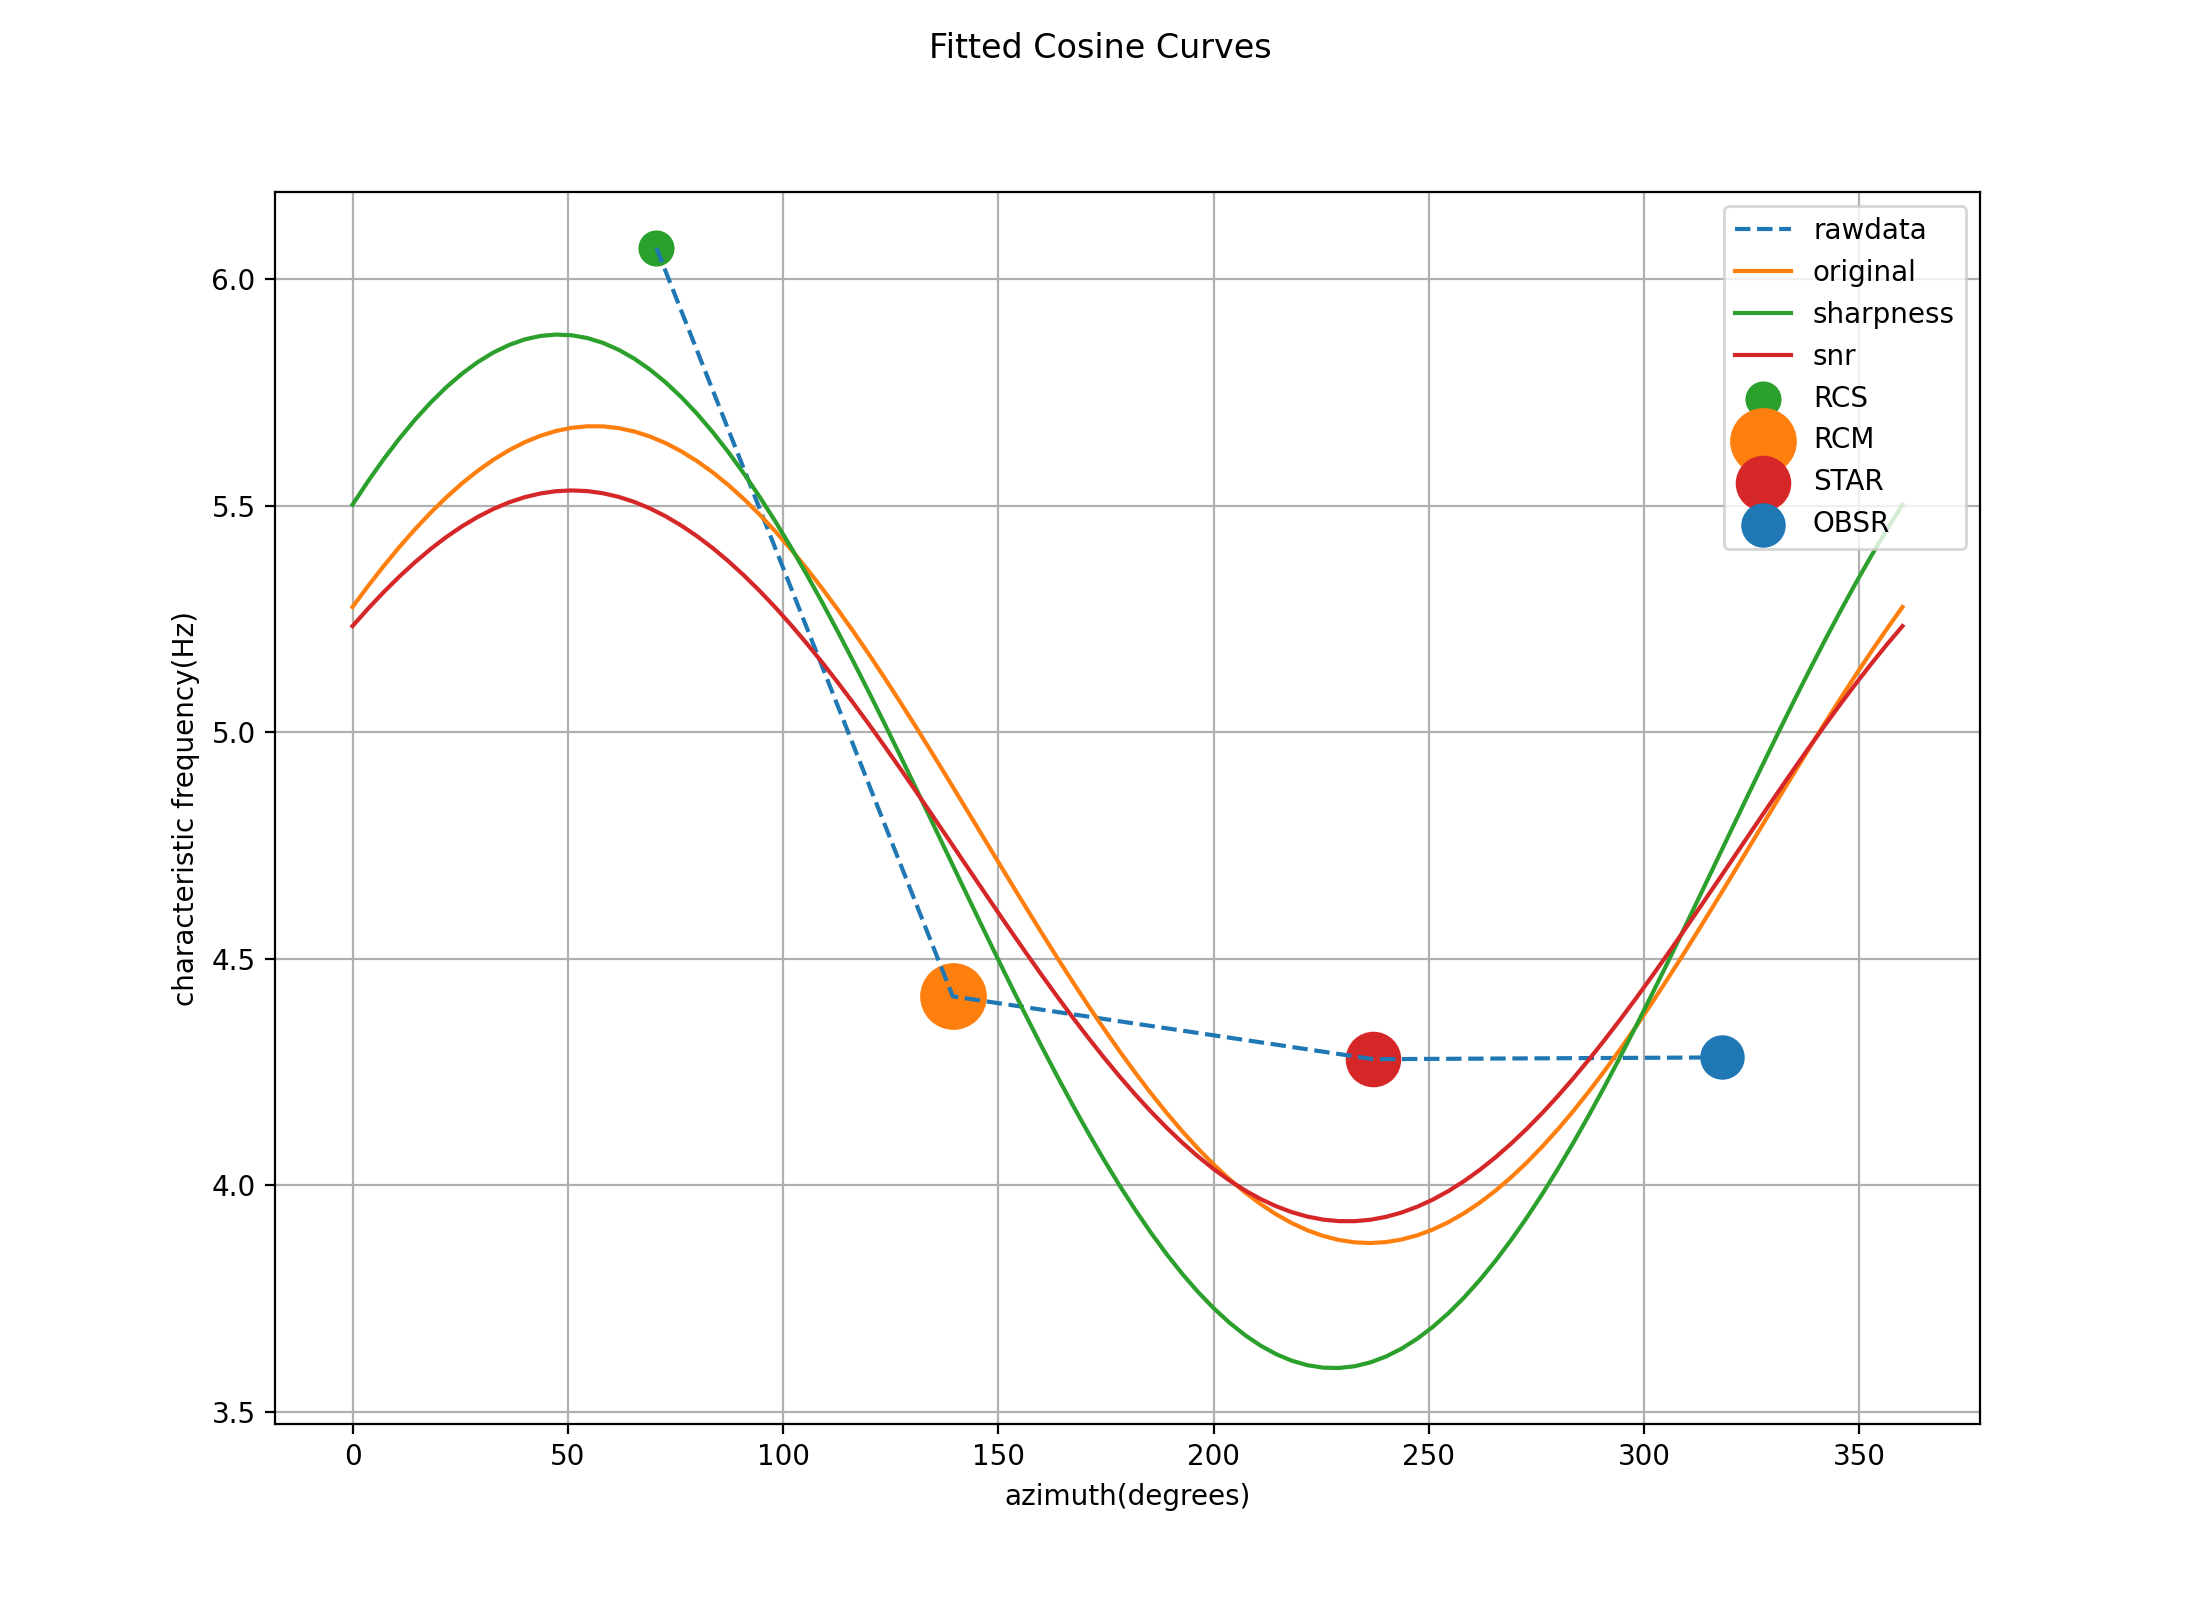 Fitted Cosine Curves
rawdata
original
sharpness
snr
RCS
RCM
STAR
OBSR
6.0
5.5
5.0
4.5
4.0
3.5
characteristic frequency(Hz)
0 50 100 150 200 250 300 350
azimuth(degrees)